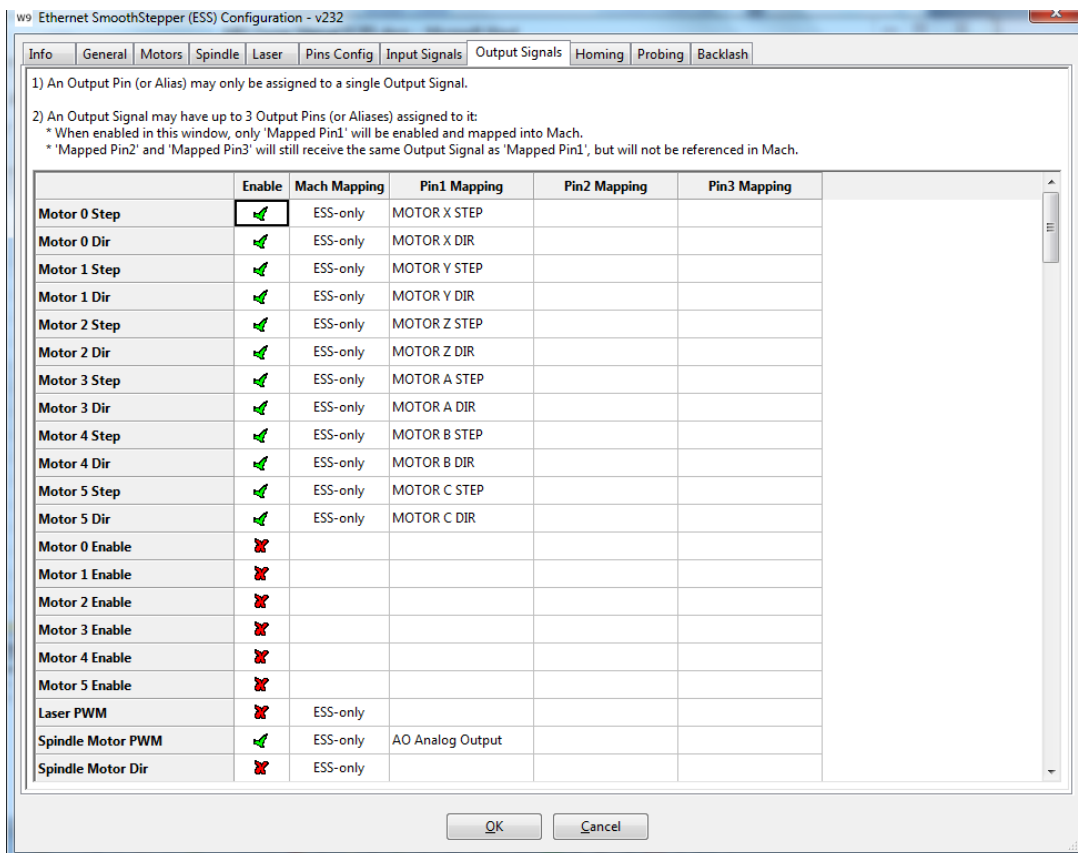 W9 Ethernet SmoothStepper (ESS) Configuration - v232
Info General Motors Spindle Laser Pins Config Input Signals Output Signals Homing Probing Backlash
1) An Output Pin (or Alias) may only be assigned to a single Output Signal.
2) An Output Signal may have up to 3 Output Pins (or Aliases) assigned to it:
* When enabled in this window, only 'Mapped Pin1' will be enabled and mapped into Mach.
* 'Mapped Pin2' and 'Mapped Pin3' will still receive the same Output Signal as 'Mapped Pin1', but will not be referenced in Mach.
Enable Mach Mapping Pin1 Mapping Pin2 Mapping Pin3 Mapping
Motor 0 Step ESS-only MOTOR X STEP
Motor 0 Dir ESS-only MOTOR X DIR
Motor 1 Step ESS-only MOTOR Y STEP
Motor 1 Dir ESS-only MOTOR Y DIR
Motor 2 Step ESS-only MOTOR Z STEP
Motor 2 Dir ESS-only MOTOR Z DIR
Motor 3 Step ESS-only MOTOR A STEP
Motor 3 Dir ESS-only MOTOR A DIR
Motor 4 Step ESS-only MOTOR B STEP
Motor 4 Dir ESS-only MOTOR B DIR
Motor 5 Step ESS-only MOTOR C STEP
Motor 5 Dir ESS-only MOTOR C DIR
Motor 0 Enable
Motor 1 Enable
Motor 2 Enable
Motor 3 Enable
Motor 4 Enable
Motor 5 Enable
Laser PWM ESS-only
Spindle Motor PWM ESS-only AO Analog Output
Spindle Motor Dir ESS-only
OK Cancel